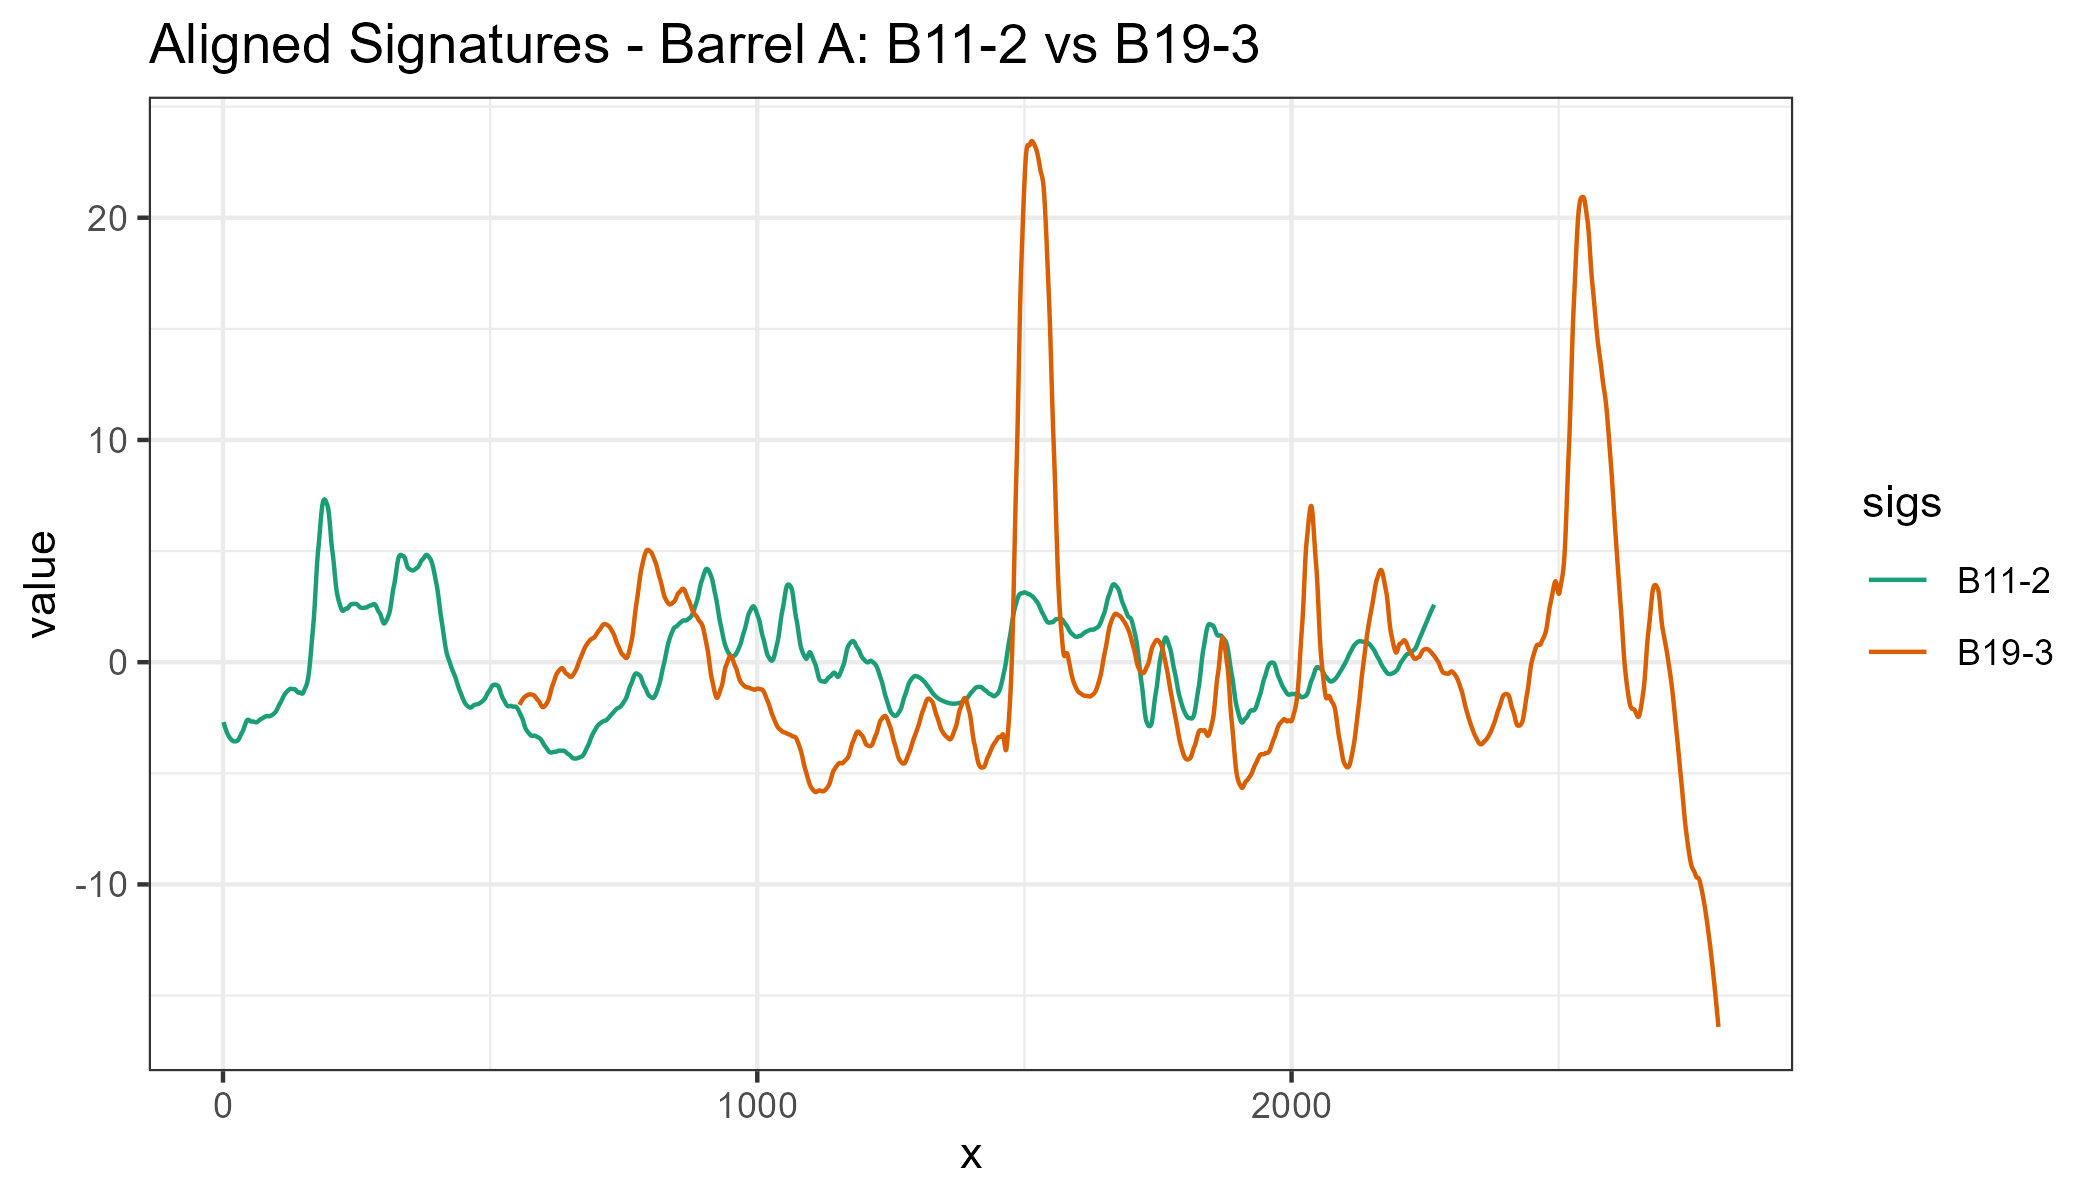 Aligned Signatures - Barrel A: B11-2 vs B19-3
value
20
10
0
-10
0 1000 2000
x
sigs
B11-2
B19-3